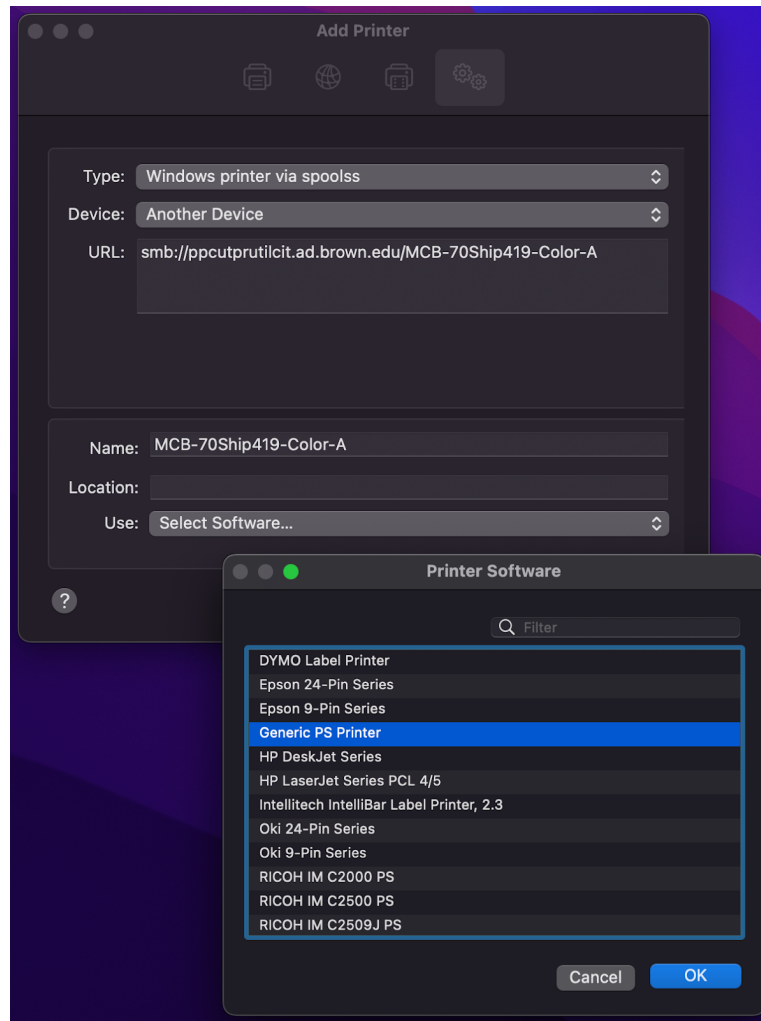 Add Printer
Type: Windows printer via spoolss
Device: Another Device
URL: smb://ppcutprutilcit.ad.brown.edu/MCB-70Ship419-Color-A
Name: MCB-70Ship419-Color-A
Location:
Use: Select Software...
?
Printer Software
Filter
DYMO Label Printer
Epson 24-Pin Series
Epson 9-Pin Series
Generic PS Printer
HP DeskJet Series
HP LaserJet Series PCL 4/5
Intellitech IntelliBar Label Printer, 2.3
Oki 24-Pin Series
Oki 9-Pin Series
RICOH IM C2000 PS
RICOH IM C2500 PS
RICOH IM C2509J PS
Cancel OK